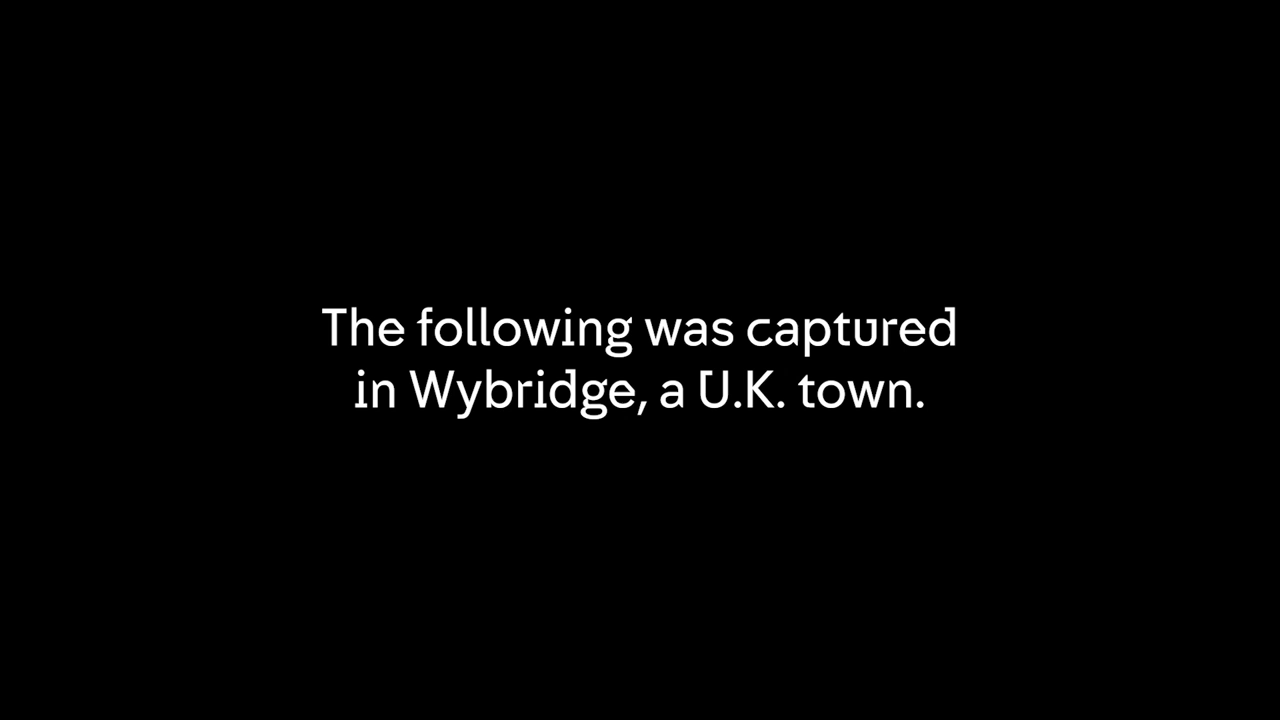 The following was captured
in Wybridge, a U.K. town.